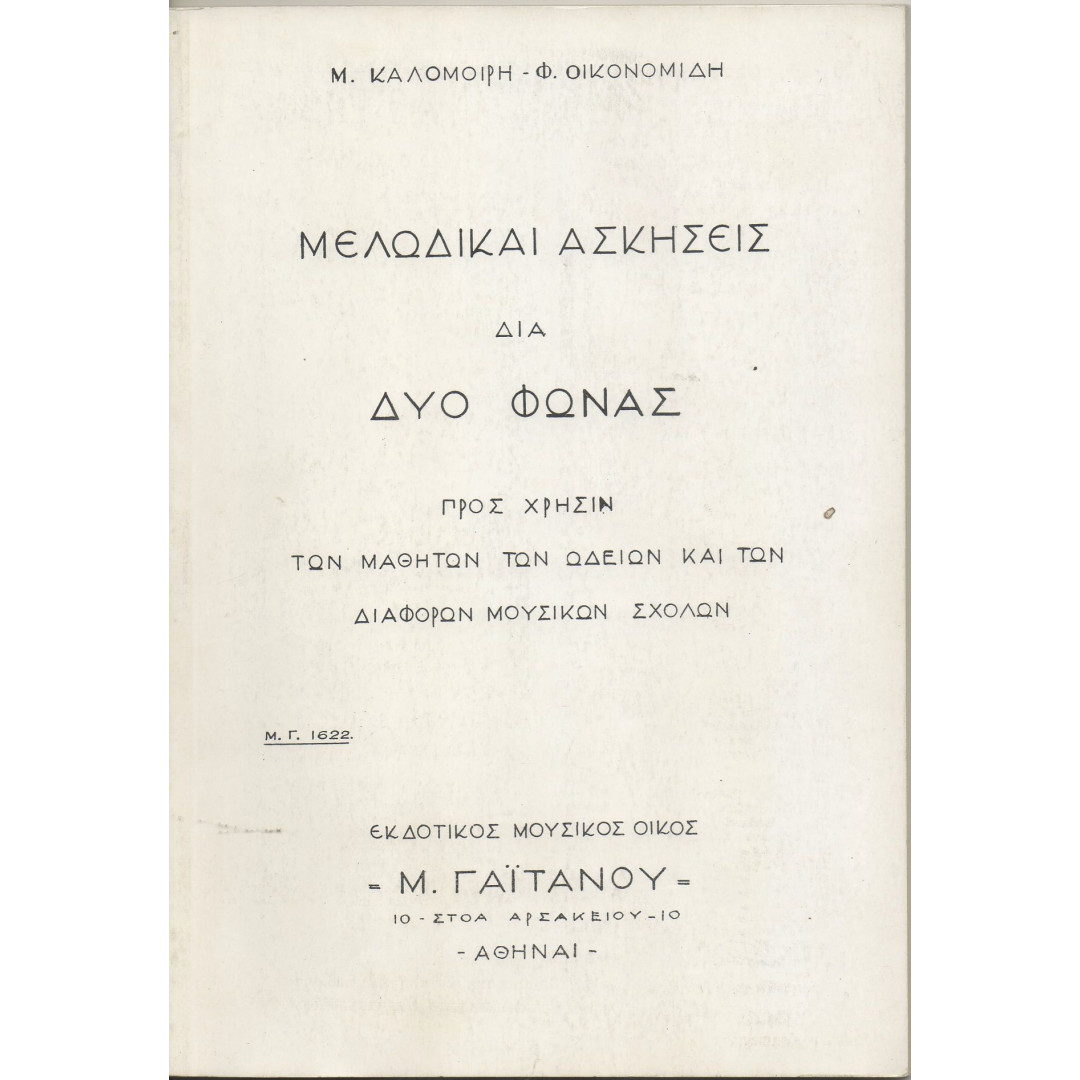 Μ. ΚΑΛΟΜΟΙΡΗ - Φ. ΟΙΚΟΝΟΜΙΔΗ
ΜΕΛΩΔΙΚΑΙ ΑΣΚΗΣΕΙΣ
ΔΙΑ
ΔΥΟ ΦΩΝΑΣ
ΠΡΟΣ ΧΡΗΣΙΝ
ΤΩΝ ΜΑΘΗΤΩΝ ΤΩΝ ΩΔΕΙΩΝ ΚΑΙ ΤΩΝ
ΔΙΑΦΟΡΩΝ ΜΟΥΣΙΚΩΝ ΣΧΟΛΩΝ
Μ. Γ. 1622.
ΕΚΔΟΤΙΚΟΣ ΜΟΥΣΙΚΟΣ ΟΙΚΟΣ
= Μ. ΓΑΪΤΑΝΟΥ =
10 - ΣΤΟΑ ΑΡΣΑΚΕΙΟΥ - 10
- ΑΘΗΝΑΙ -